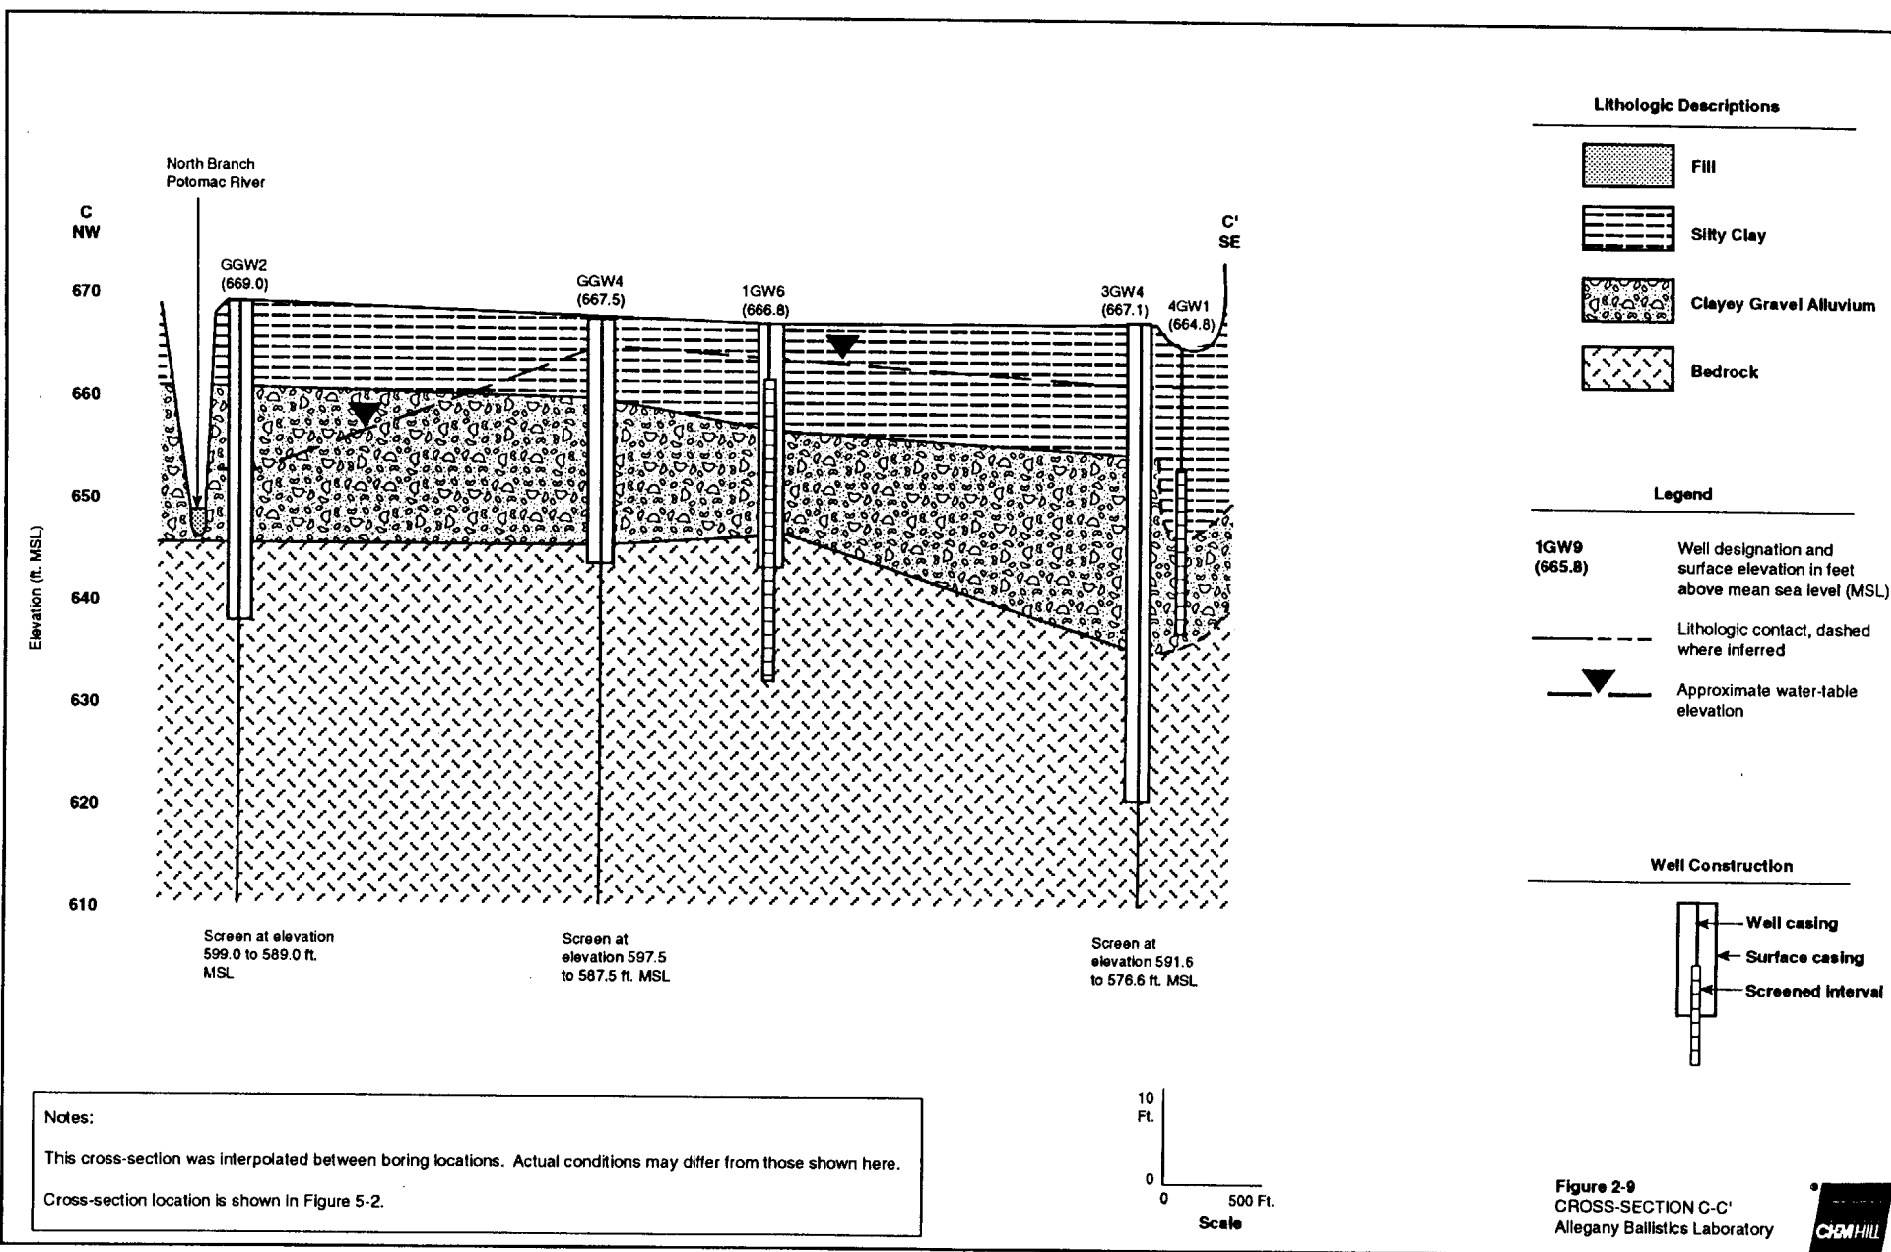 North Branch
Potomac River
C
NW
C'
SE
GGW2
(669.0)
GGW4
(667.5)
1GW6
(666.8)
3GW4
(667.1)
4GW1
(664.8)
670
660
650
640
630
620
610
Elevation (ft. MSL)
Screen at elevation
599.0 to 589.0 ft.
MSL
Screen at
elevation 597.5
to 587.5 ft. MSL
Screen at
elevation 591.6
to 576.6 ft. MSL
Lithologic Descriptions
Fill
Silty Clay
Clayey Gravel Alluvium
Bedrock
Legend
1GW9
(665.8)
Well designation and
surface elevation in feet
above mean sea level (MSL)
Lithologic contact, dashed
where inferred
Approximate water-table
elevation
Well Construction
Well casing
Surface casing
Screened interval
Notes:
This cross-section was interpolated between boring locations. Actual conditions may differ from those shown here.
Cross-section location is shown in Figure 5-2.
10
Ft.
0
0 500 Ft.
Scale
Figure 2-9
CROSS-SECTION C-C'
Allegany Ballistics Laboratory
CH2M HILL